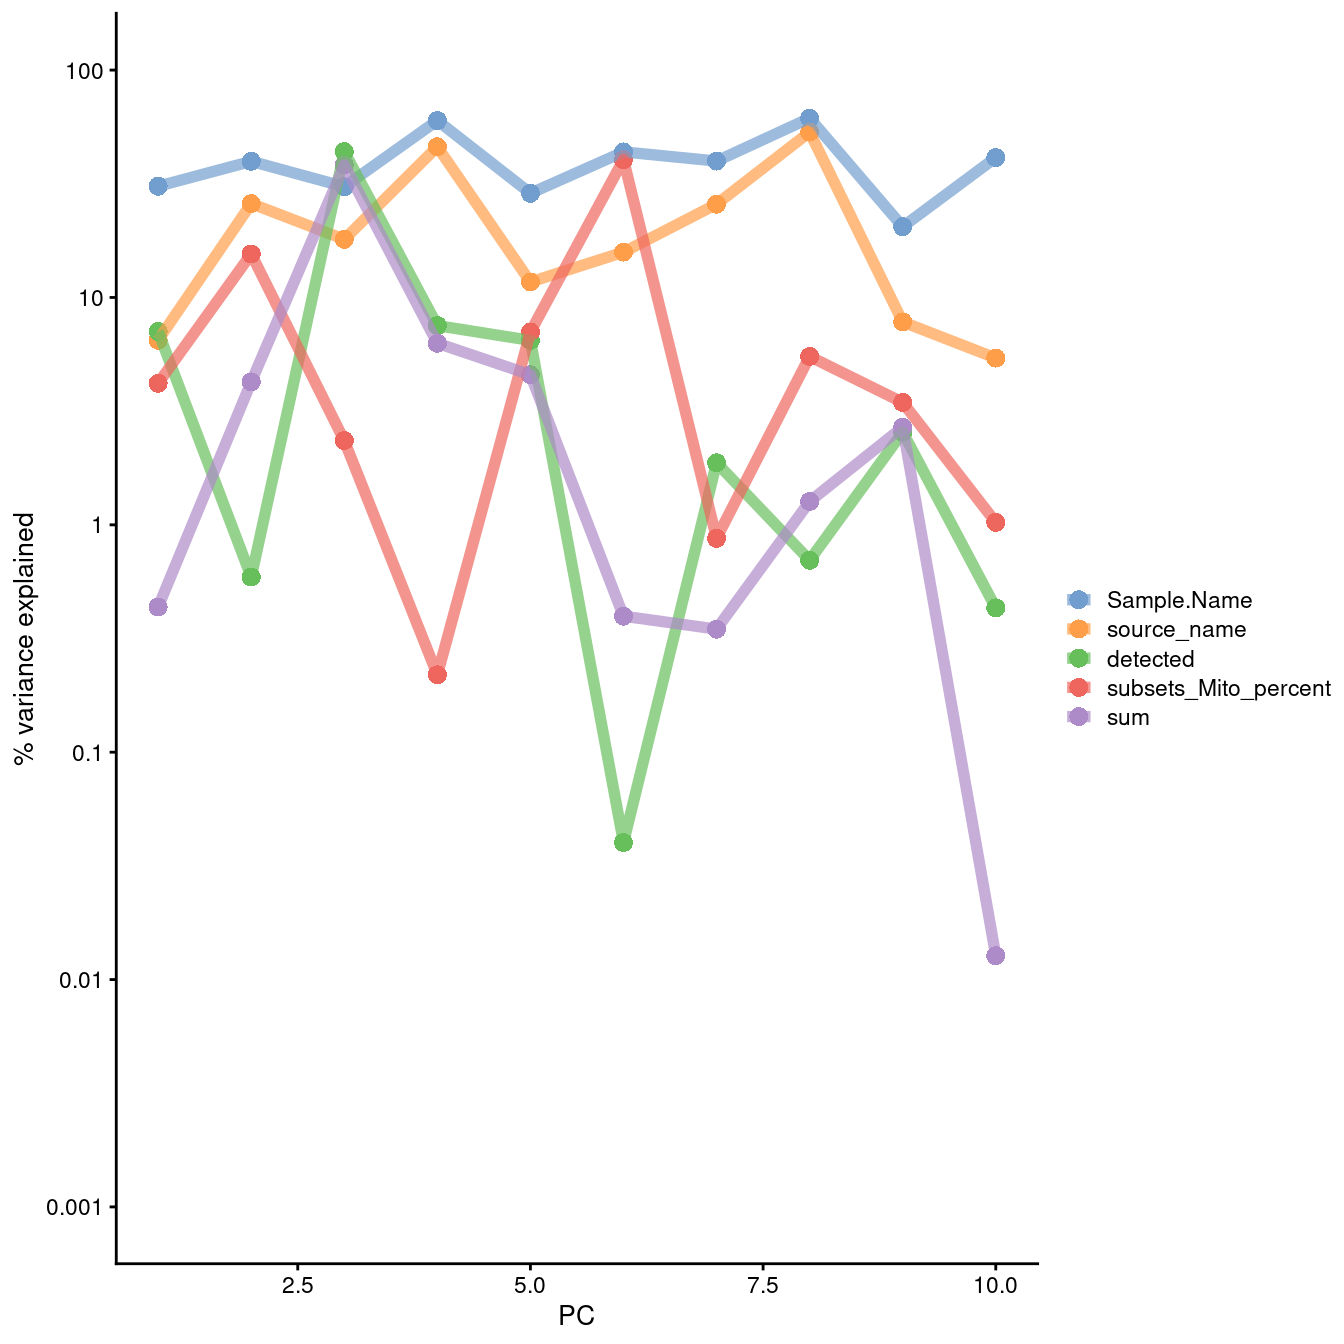 % variance explained
100
10
1
0.1
0.01
0.001
2.5
5.0
7.5
10.0
PC
Sample.Name
source_name
detected
subsets_Mito_percent
sum